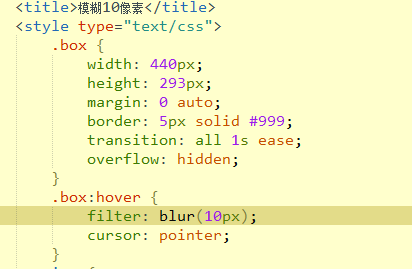 <title>模糊10像素</title>
<style type="text/css">
.box {
width: 440px;
height: 293px;
margin: 0 auto;
border: 5px solid #999;
transition: all 1s ease;
overflow: hidden;
}
.box:hover {
filter: blur(10px);
cursor: pointer;
}